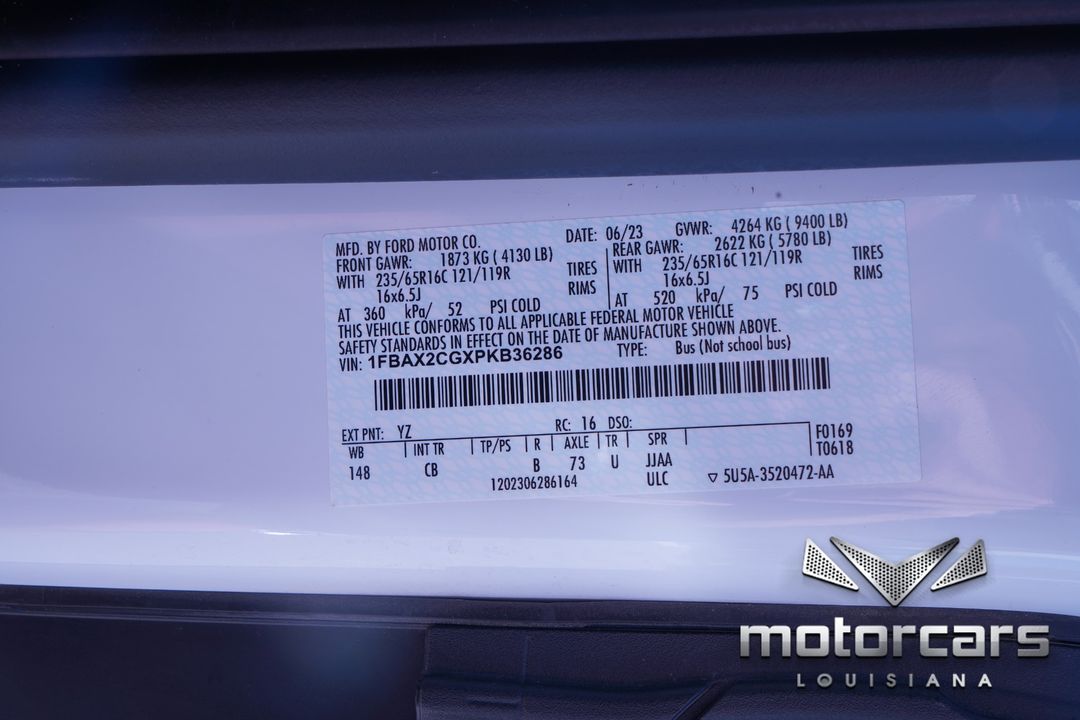 MFD. BY FORD MOTOR CO. DATE: 06/23 GVWR: 4264 KG ( 9400 LB)
FRONT GAWR: 1873 KG ( 4130 LB) REAR GAWR: 2622 KG ( 5780 LB)
WITH 235/65R16C 121/119R TIRES WITH 235/65R16C 121/119R TIRES
16x6.5J RIMS 16x6.5J RIMS
AT 360 kPa/ 52 PSI COLD AT 520 kPa/ 75 PSI COLD
THIS VEHICLE CONFORMS TO ALL APPLICABLE FEDERAL MOTOR VEHICLE
SAFETY STANDARDS IN EFFECT ON THE DATE OF MANUFACTURE SHOWN ABOVE.
VIN: 1FBAX2CGXPKB36286 TYPE: Bus (Not school bus)
EXT PNT: YZ RC: 16 DSO:
WB INT TR TP/PS R AXLE TR SPR F0169
148 CB B 73 U JJAA T0618
1202306286164 ULC ▽ 5U5A-3520472-AA
motorcars
LOUISIANA